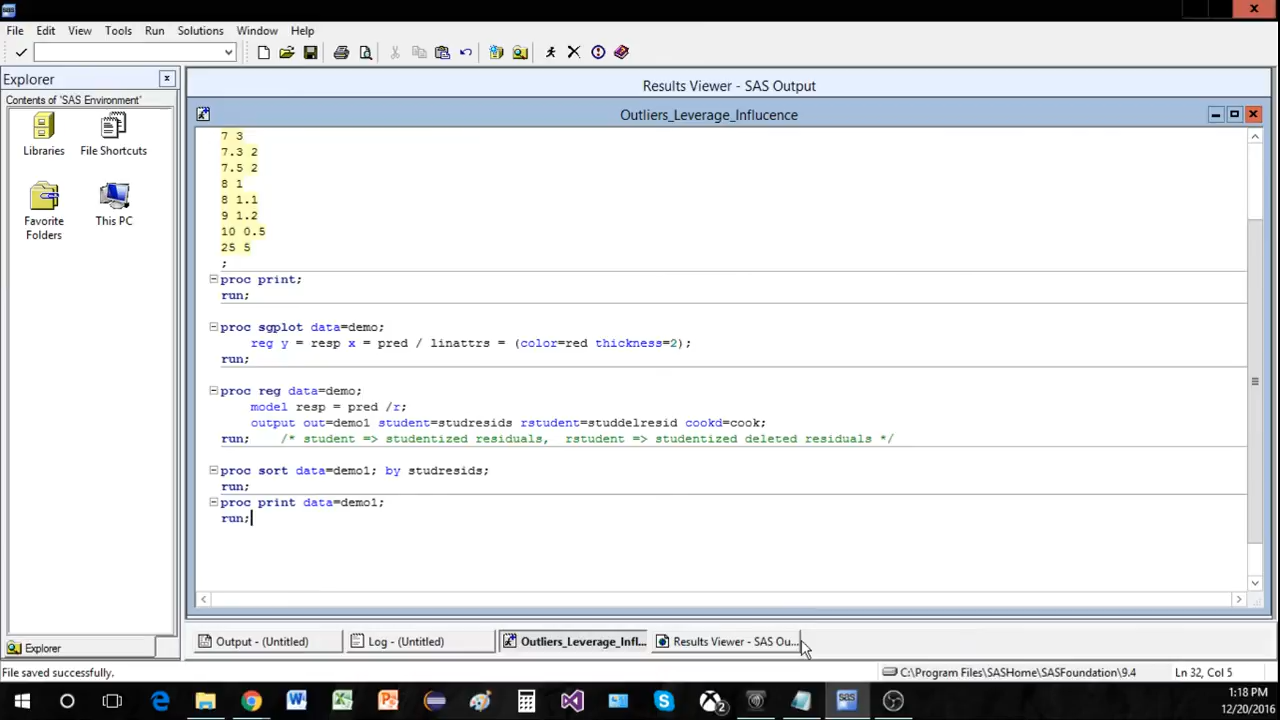 File Edit View Tools Run Solutions Window Help
Explorer
Contents of 'SAS Environment'
Libraries
File Shortcuts
Favorite
Folders
This PC
Results Viewer - SAS Output
Outliers_Leverage_Influcence
7 3
7.3 2
7.5 2
8 1
8 1.1
9 1.2
10 0.5
25 5
;
proc print;
run;
proc sgplot data=demo;
reg y = resp x = pred / linattrs = (color=red thickness=2);
run;
proc reg data=demo;
model resp = pred /r;
output out=demo1 student=studresids rstudent=studdelresid cookd=cook;
run; /* student => studentized residuals, rstudent => studentized deleted residuals */
proc sort data=demo1; by studresids;
run;
proc print data=demo1;
run;
Explorer
Output - (Untitled)
Log - (Untitled)
Outliers_Leverage_Infl...
Results Viewer - SAS Ou...
File saved successfully.
C:\Program Files\SASHome\SASFoundation\9.4
Ln 32, Col 5
1:18 PM
12/20/2016